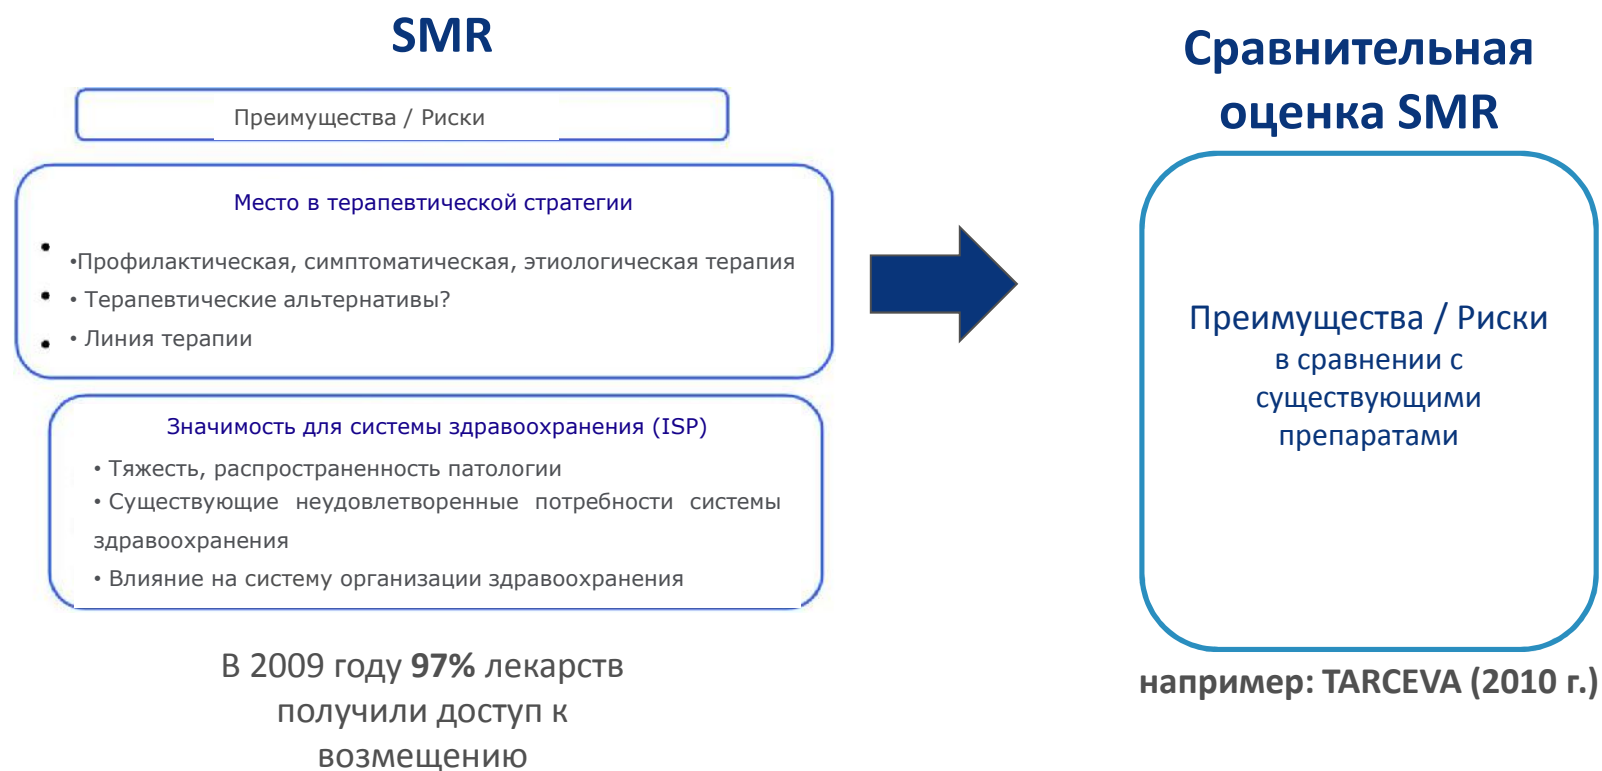 SMR
Преимущества / Риски
Место в терапевтической стратегии
•Профилактическая, симптоматическая, этиологическая терапия
• Терапевтические альтернативы?
• Линия терапии
Значимость для системы здравоохранения (ISP)
• Тяжесть, распространенность патологии
• Существующие неудовлетворенные потребности системы
здравоохранения
• Влияние на систему организации здравоохранения
В 2009 году 97% лекарств
получили доступ к
возмещению
Сравнительная
оценка SMR
Преимущества / Риски
в сравнении с
существующими
препаратами
например: TARCEVA (2010 г.)